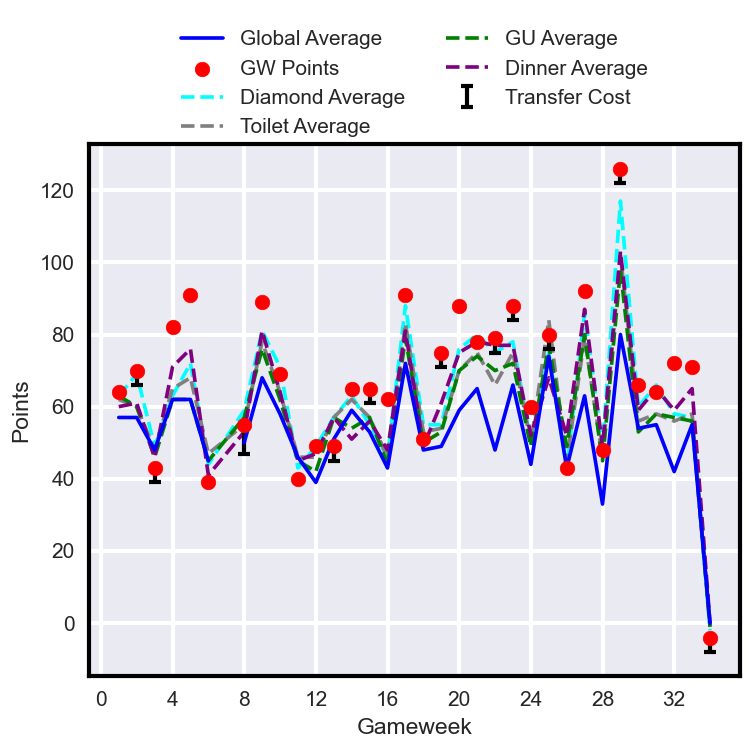 Global Average
GW Points
Diamond Average
Toilet Average
GU Average
Dinner Average
Transfer Cost
120
100
80
60
40
20
0
Points
0 4 8 12 16 20 24 28 32
Gameweek